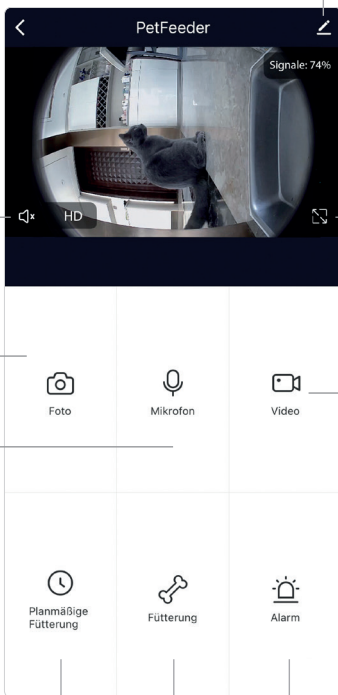 PetFeeder
Signale: 74%
HD
Foto
Mikrofon
Video
Planmäßige
Fütterung
Fütterung
Alarm